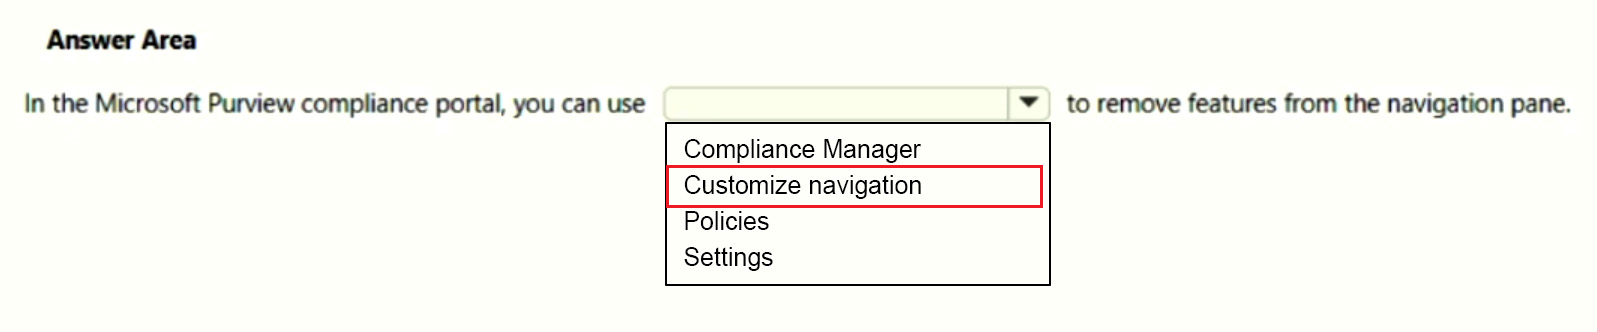 Answer Area
In the Microsoft Purview compliance portal, you can use to remove features from the navigation pane.
Compliance Manager
Customize navigation
Policies
Settings